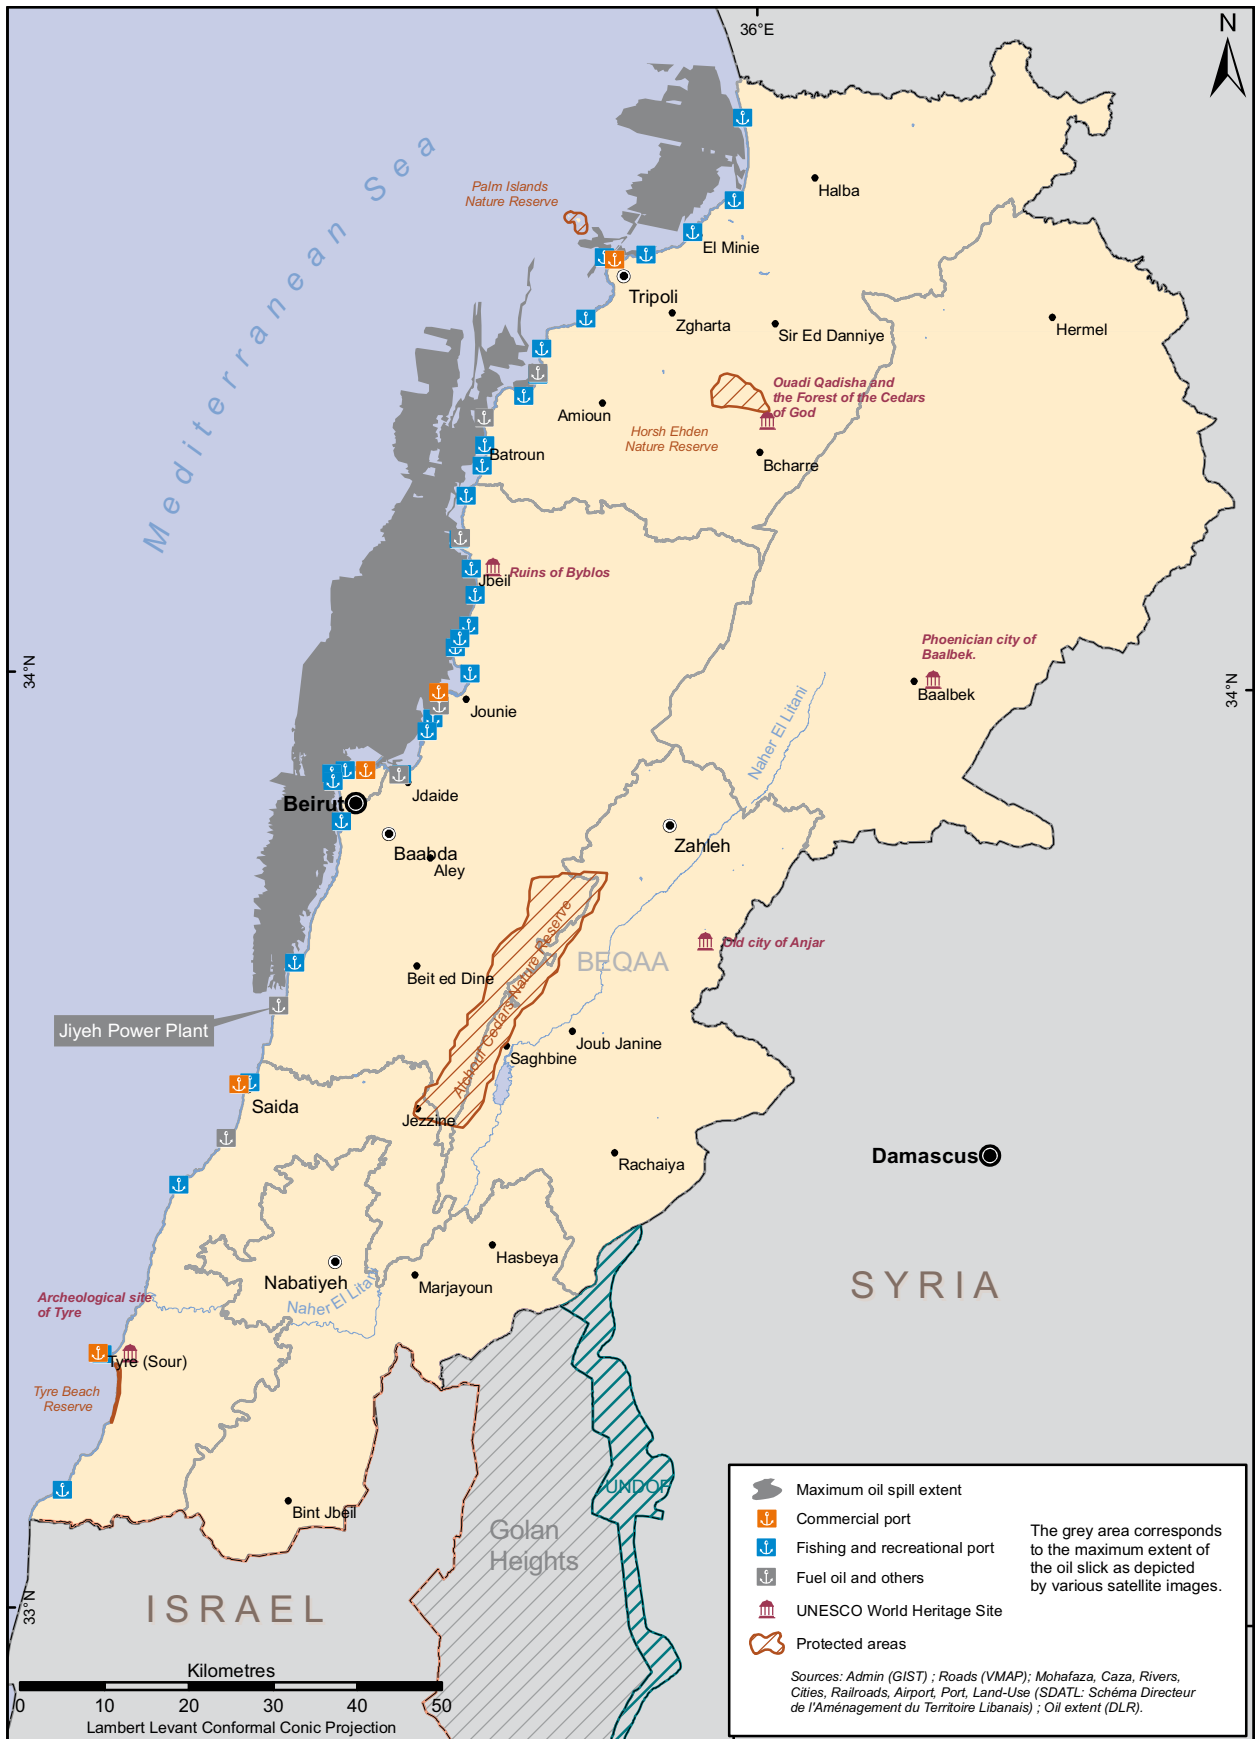 36°E
N
Mediterranean Sea
Halba
Palm Islands
Nature Reserve
El Minie
Tripoli
Zgharta
Sir Ed Danniye
Hermel
Ouadi Qadisha and
the Forest of the Cedars
of God
Amioun
Horsh Ehden
Nature Reserve
Batroun
Bcharre
Ruins of Byblos
Jbeil
Phoenician city of
Baalbek.
34°N
34°N
Baalbek
Naher El Litani
Jounie
Jdaide
Beirut
Baabda
Aley
Zahleh
Old city of Anjar
BEQAA
Beit ed Dine
Alchouf Cedars Nature Reserve
Jiyeh Power Plant
Joub Janine
Saghbine
Saida
Jezzine
Rachaiya
Damascus
Hasbeya
Nabatiyeh
Marjayoun
SYRIA
Naher El Litani
Archeological site
of Tyre
Tyre (Sour)
Tyre Beach
Reserve
UNDOF
Bint Jbeil
Golan
Heights
33°N
ISRAEL
Kilometres
0 10 20 30 40 50
Lambert Levant Conformal Conic Projection
Maximum oil spill extent
Commercial port
Fishing and recreational port
Fuel oil and others
UNESCO World Heritage Site
Protected areas
The grey area corresponds
to the maximum extent of
the oil slick as depicted
by various satellite images.
Sources: Admin (GIST) ; Roads (VMAP); Mohafaza, Caza, Rivers,
Cities, Railroads, Airport, Port, Land-Use (SDATL: Schéma Directeur
de l'Aménagement du Territoire Libanais) ; Oil extent (DLR).